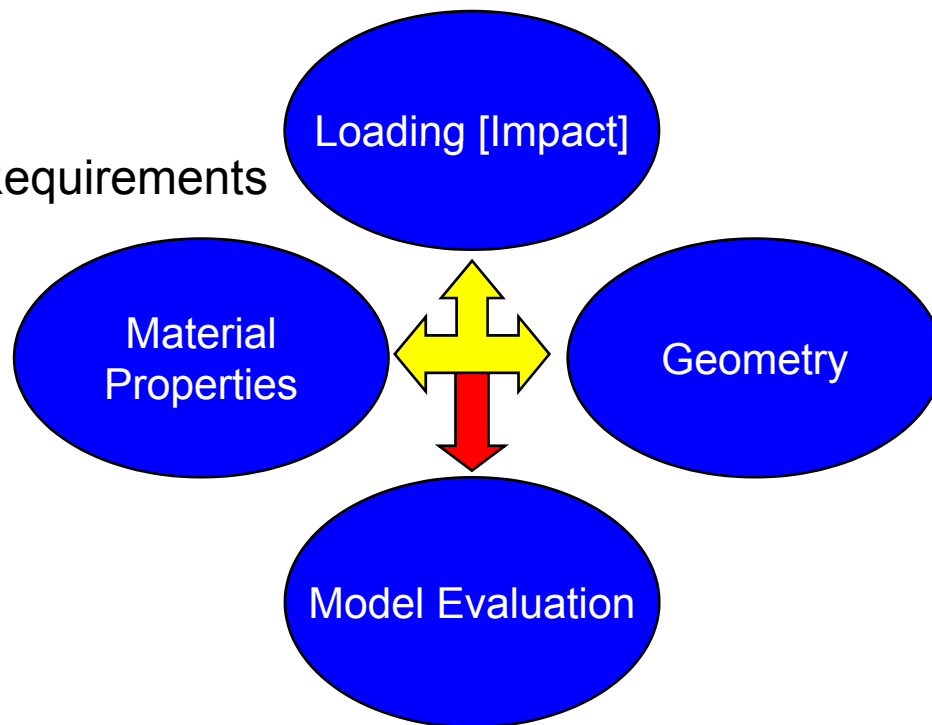 Loading [Impact]
equirements
Material
Properties
Geometry
Model Evaluation